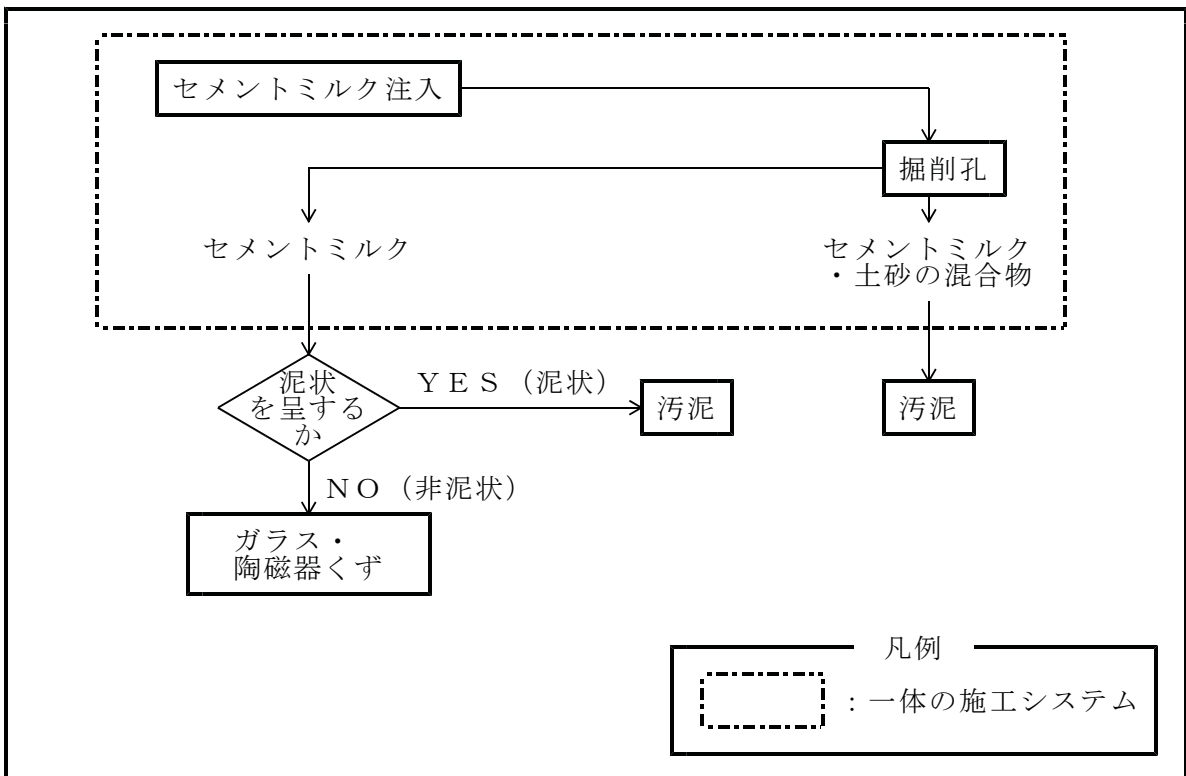 セメントミルク注入
掘削孔
セメントミルク
セメントミルク
・土砂の混合物
泥状
を呈する
か
ＹＥＳ（泥状）
汚泥
汚泥
ＮＯ（非泥状）
ガラス・
陶磁器くず
凡例
：一体の施工システム